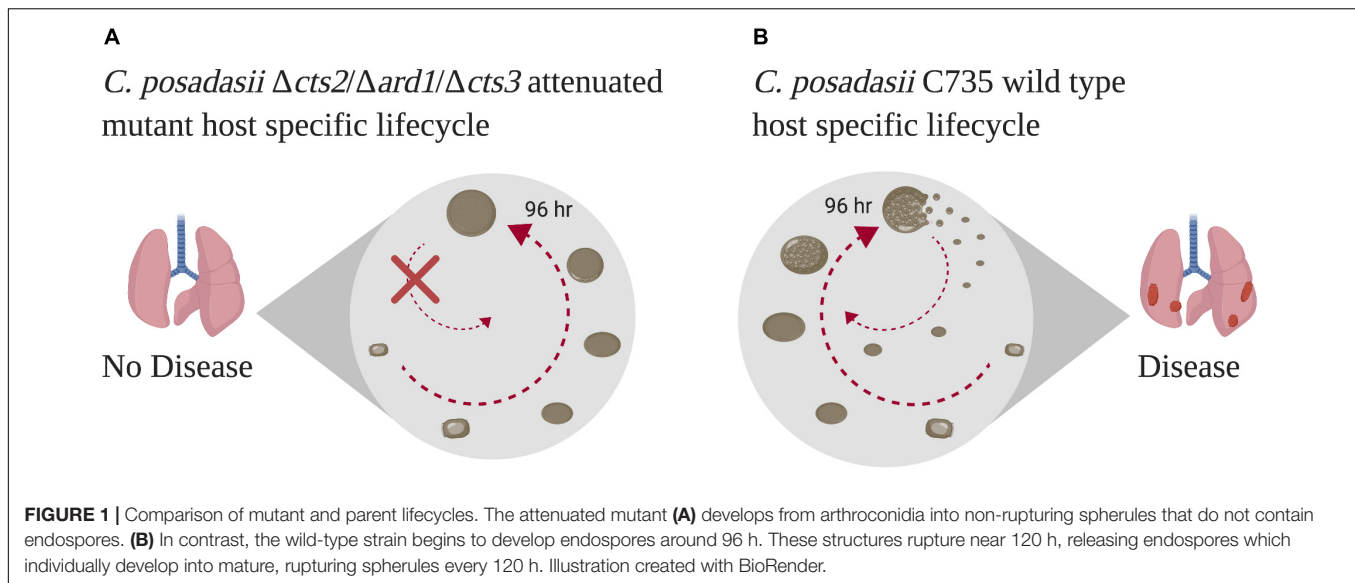 A
C. posadasii Δcts2/Δard1/Δcts3 attenuated
mutant host specific lifecycle
96 hr
No Disease
B
C. posadasii C735 wild type
host specific lifecycle
96 hr
Disease
FIGURE 1 | Comparison of mutant and parent lifecycles. The attenuated mutant (A) develops from arthroconidia into non-rupturing spherules that do not contain
endospores. (B) In contrast, the wild-type strain begins to develop endospores around 96 h. These structures rupture near 120 h, releasing endospores which
individually develop into mature, rupturing spherules every 120 h. Illustration created with BioRender.